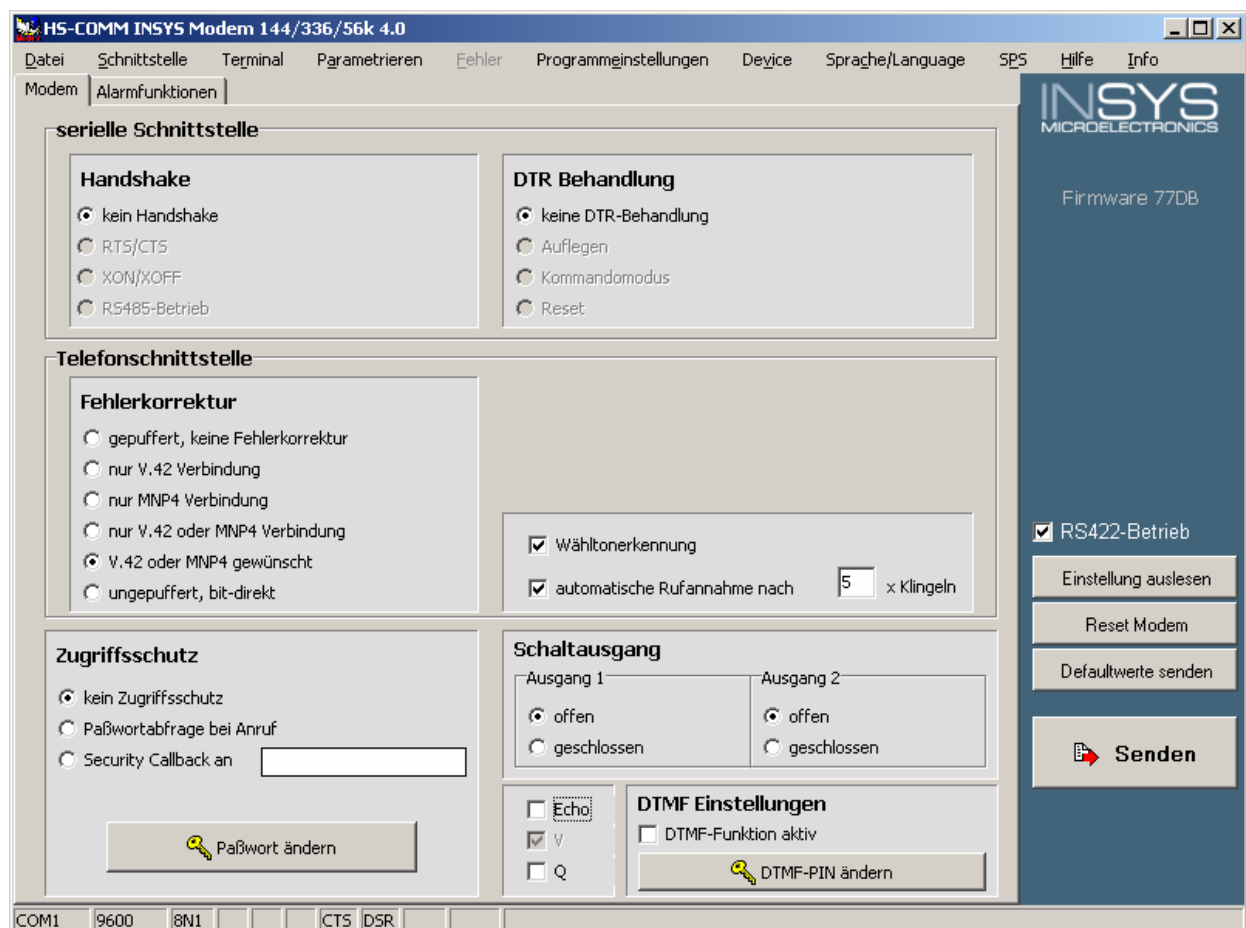 HS-COMM INSYS Modem 144/336/56k 4.0
Datei Schnittstelle Terminal Parametrieren Fehler Programmeinstellungen Device Sprache/Language SPS Hilfe Info
Modem Alarmfunktionen
INSYS
MICROELECTRONICS
Firmware 77DB
serielle Schnittstelle
Handshake
kein Handshake
RTS/CTS
XON/XOFF
RS485-Betrieb
DTR Behandlung
keine DTR-Behandlung
Auflegen
Kommandomodus
Reset
Telefonschnittstelle
Fehlerkorrektur
gepuffert, keine Fehlerkorrektur
nur V.42 Verbindung
nur MNP4 Verbindung
nur V.42 oder MNP4 Verbindung
V.42 oder MNP4 gewünscht
ungepuffert, bit-direkt
Wähltonerkennung
automatische Rufannahme nach 5 x Klingeln
Zugriffsschutz
kein Zugriffsschutz
Paßwortabfrage bei Anruf
Security Callback an
Paßwort ändern
Schaltausgang
Ausgang 1
offen
geschlossen
Ausgang 2
offen
geschlossen
Echo
V
Q
DTMF Einstellungen
DTMF-Funktion aktiv
DTMF-PIN ändern
RS422-Betrieb
Einstellung auslesen
Reset Modem
Defaultwerte senden
Senden
COM1 9600 8N1 CTS DSR